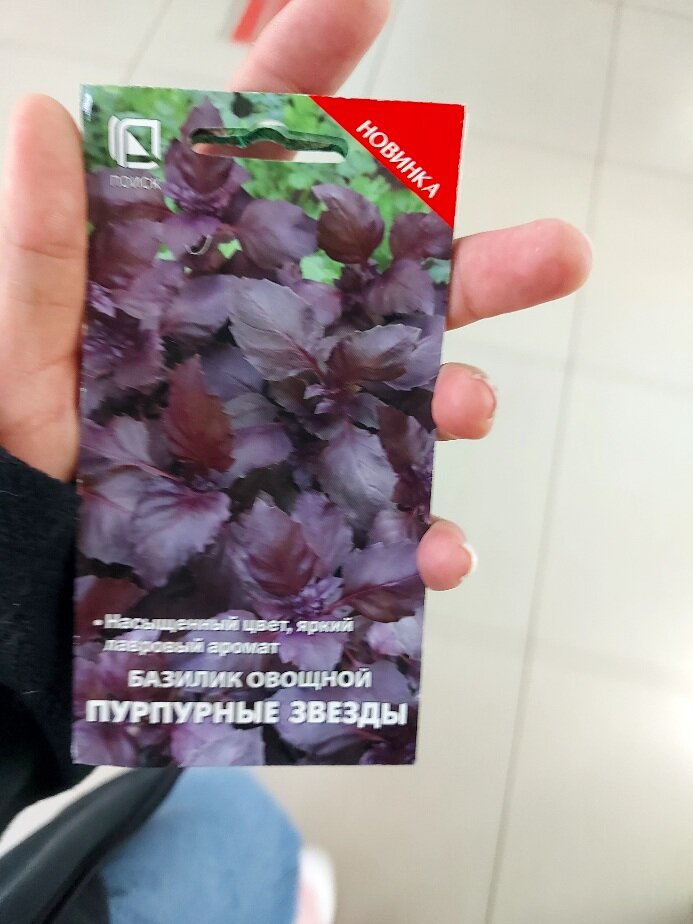 НОВИНКА
ПОИСК
• Насыщенный цвет, яркий
лавровый аромат
БАЗИЛИК ОВОЩНОЙ
ПУРПУРНЫЕ ЗВЕЗДЫ